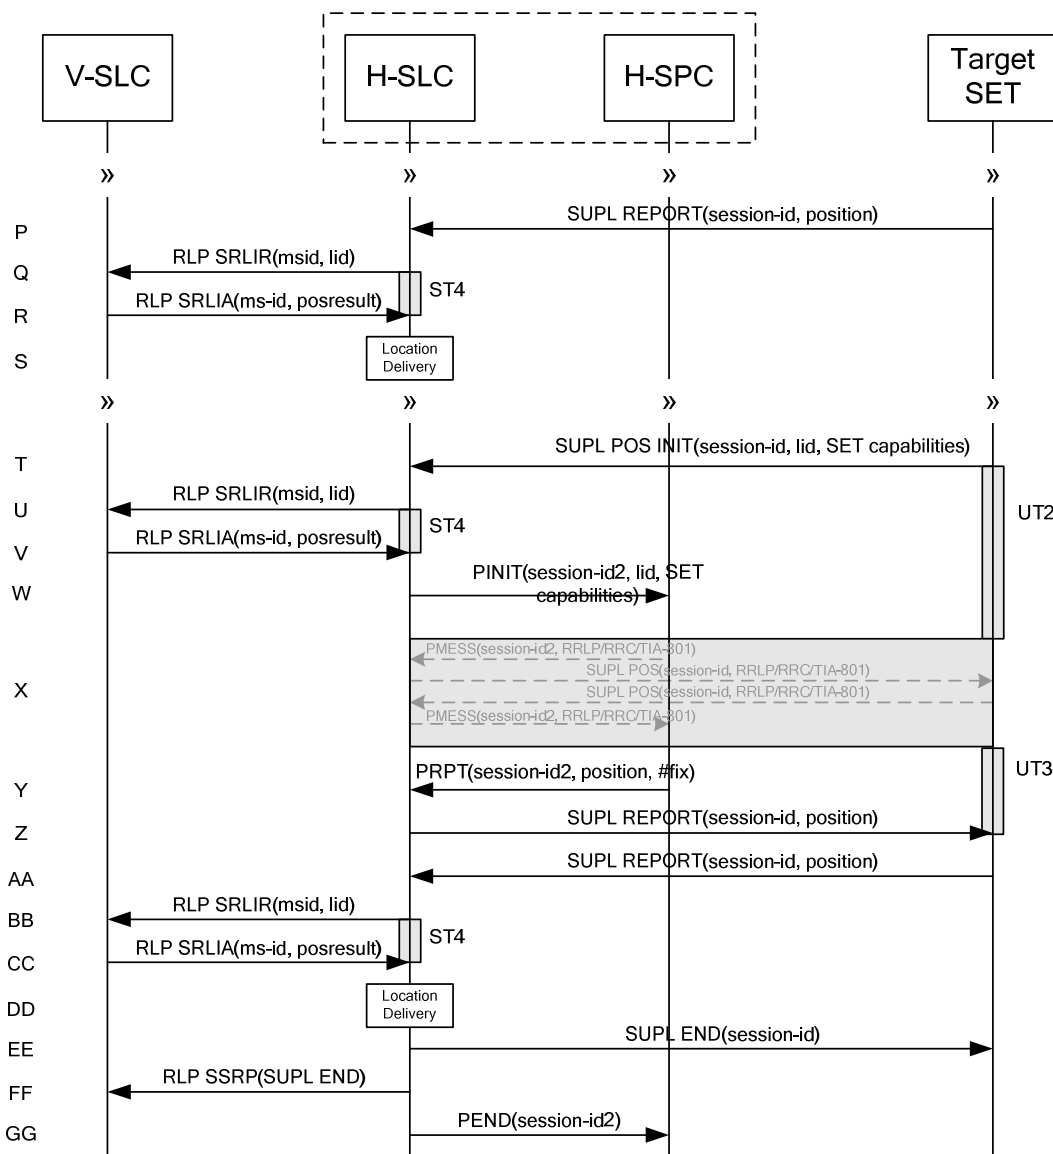 V-SLC
H-SLC
H-SPC
Target
SET
»
»
»
»
SUPL REPORT(session-id, position)
P
RLP SRLIR(msid, lid)
Q
ST4
RLP SRLIA(ms-id, posresult)
R
Location
Delivery
S
»
»
»
»
SUPL POS INIT(session-id, lid, SET capabilities)
T
RLP SRLIR(msid, lid)
U
UT2
ST4
RLP SRLIA(ms-id, posresult)
V
PINIT(session-id2, lid, SET
capabilities)
W
PMESS(session-id2, RRLP/RRC/TIA-801)
SUPL POS(session-id, RRLP/RRC/TIA-801)
X
SUPL POS(session-id, RRLP/RRC/TIA-801)
PMESS(session-id2, RRLP/RRC/TIA-801)
UT3
PRPT(session-id2, position, #fix)
Y
SUPL REPORT(session-id, position)
Z
SUPL REPORT(session-id, position)
AA
RLP SRLIR(msid, lid)
BB
ST4
RLP SRLIA(ms-id, posresult)
CC
Location
Delivery
DD
SUPL END(session-id)
EE
RLP SSRP(SUPL END)
FF
PEND(session-id2)
GG